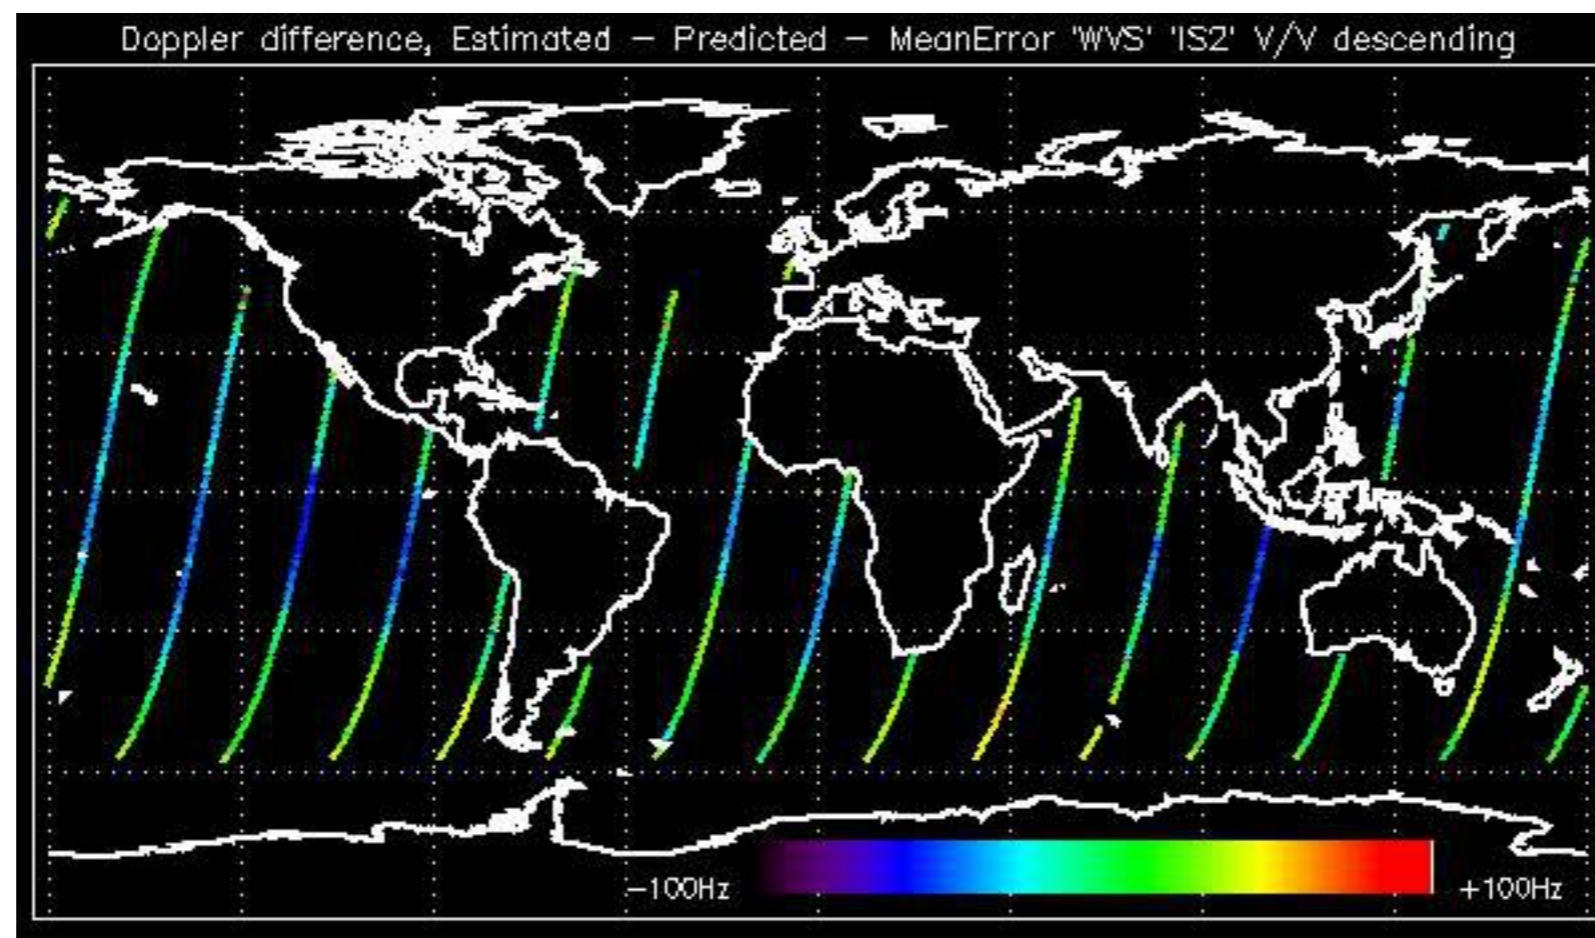 Doppler difference, Estimated - Predicted - MeanError 'WVS' 'IS2' V/V descending
-100Hz
+100Hz